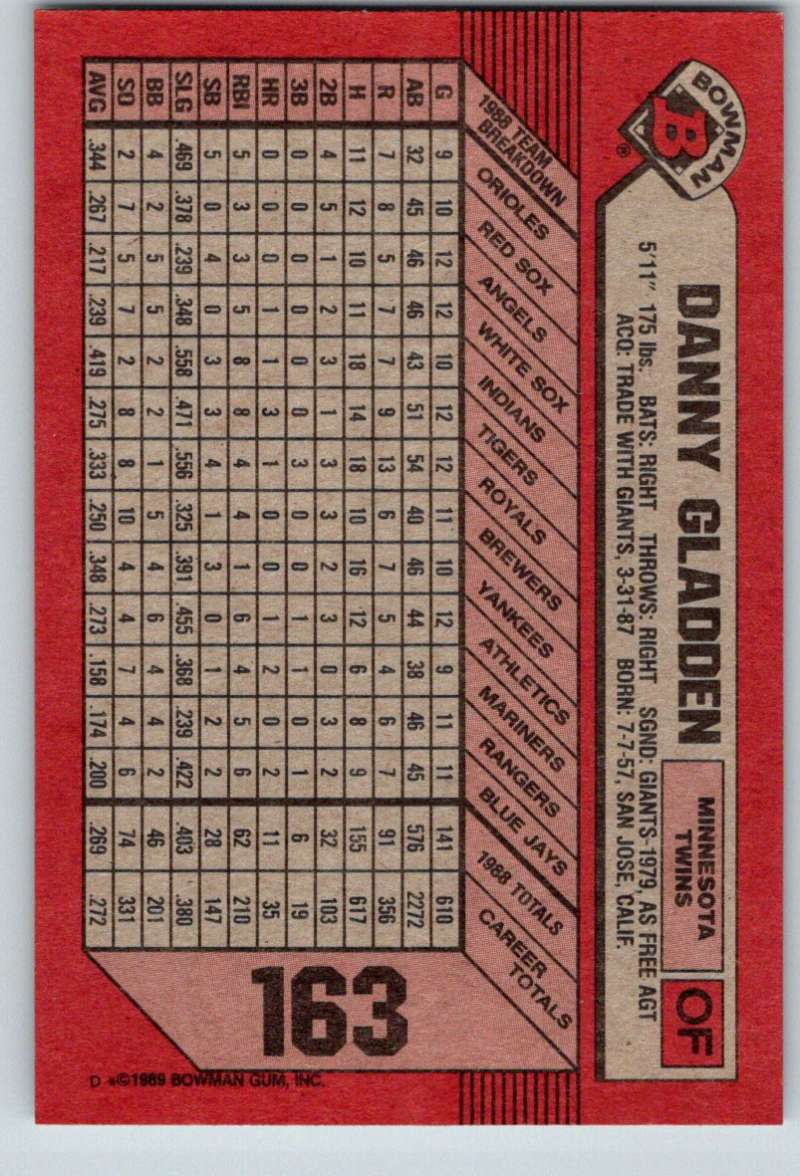 BOWMAN
B
®
DANNY GLADDEN
MINNESOTA
TWINS
OF
5'11" 175 lbs. BATS: RIGHT THROWS: RIGHT SGND: GIANTS-1979, AS FREE AGT
ACQ: TRADE WITH GIANTS, 3-31-87 BORN: 7-7-57, SAN JOSE, CALIF.
1988 TEAM
BREAKDOWN
ORIOLES
RED SOX
ANGELS
WHITE SOX
INDIANS
TIGERS
ROYALS
BREWERS
YANKEES
ATHLETICS
MARINERS
RANGERS
BLUE JAYS
1988 TOTALS
CAREER
TOTALS
G 9 10 12 12 10 12 12 11 10 12 9 11 11 141 610
AB 32 45 46 46 43 51 54 40 46 44 38 46 45 576 2272
R 7 8 5 7 7 9 13 6 7 5 4 6 7 91 356
H 11 12 10 11 18 14 18 10 16 12 6 8 9 155 617
2B 4 5 1 2 3 1 3 3 2 3 0 3 2 32 103
3B 0 0 0 0 0 0 3 0 1 1 0 0 1 6 19
HR 0 0 0 1 1 3 1 0 0 1 2 0 2 11 35
RBI 5 3 3 5 8 8 4 4 1 6 4 5 6 62 210
SB 5 0 4 0 3 3 4 1 3 0 1 2 2 28 147
SLG .469 .378 .239 .348 .558 .471 .556 .325 .391 .455 .368 .239 .422 .403 .380
BB 4 2 5 5 2 2 1 5 4 6 4 4 2 46 201
SO 2 7 5 7 2 8 8 10 4 4 7 4 6 74 331
AVG .344 .267 .217 .239 .419 .275 .333 .250 .348 .273 .158 .174 .200 .269 .272
163
D *©1989 BOWMAN GUM, INC.